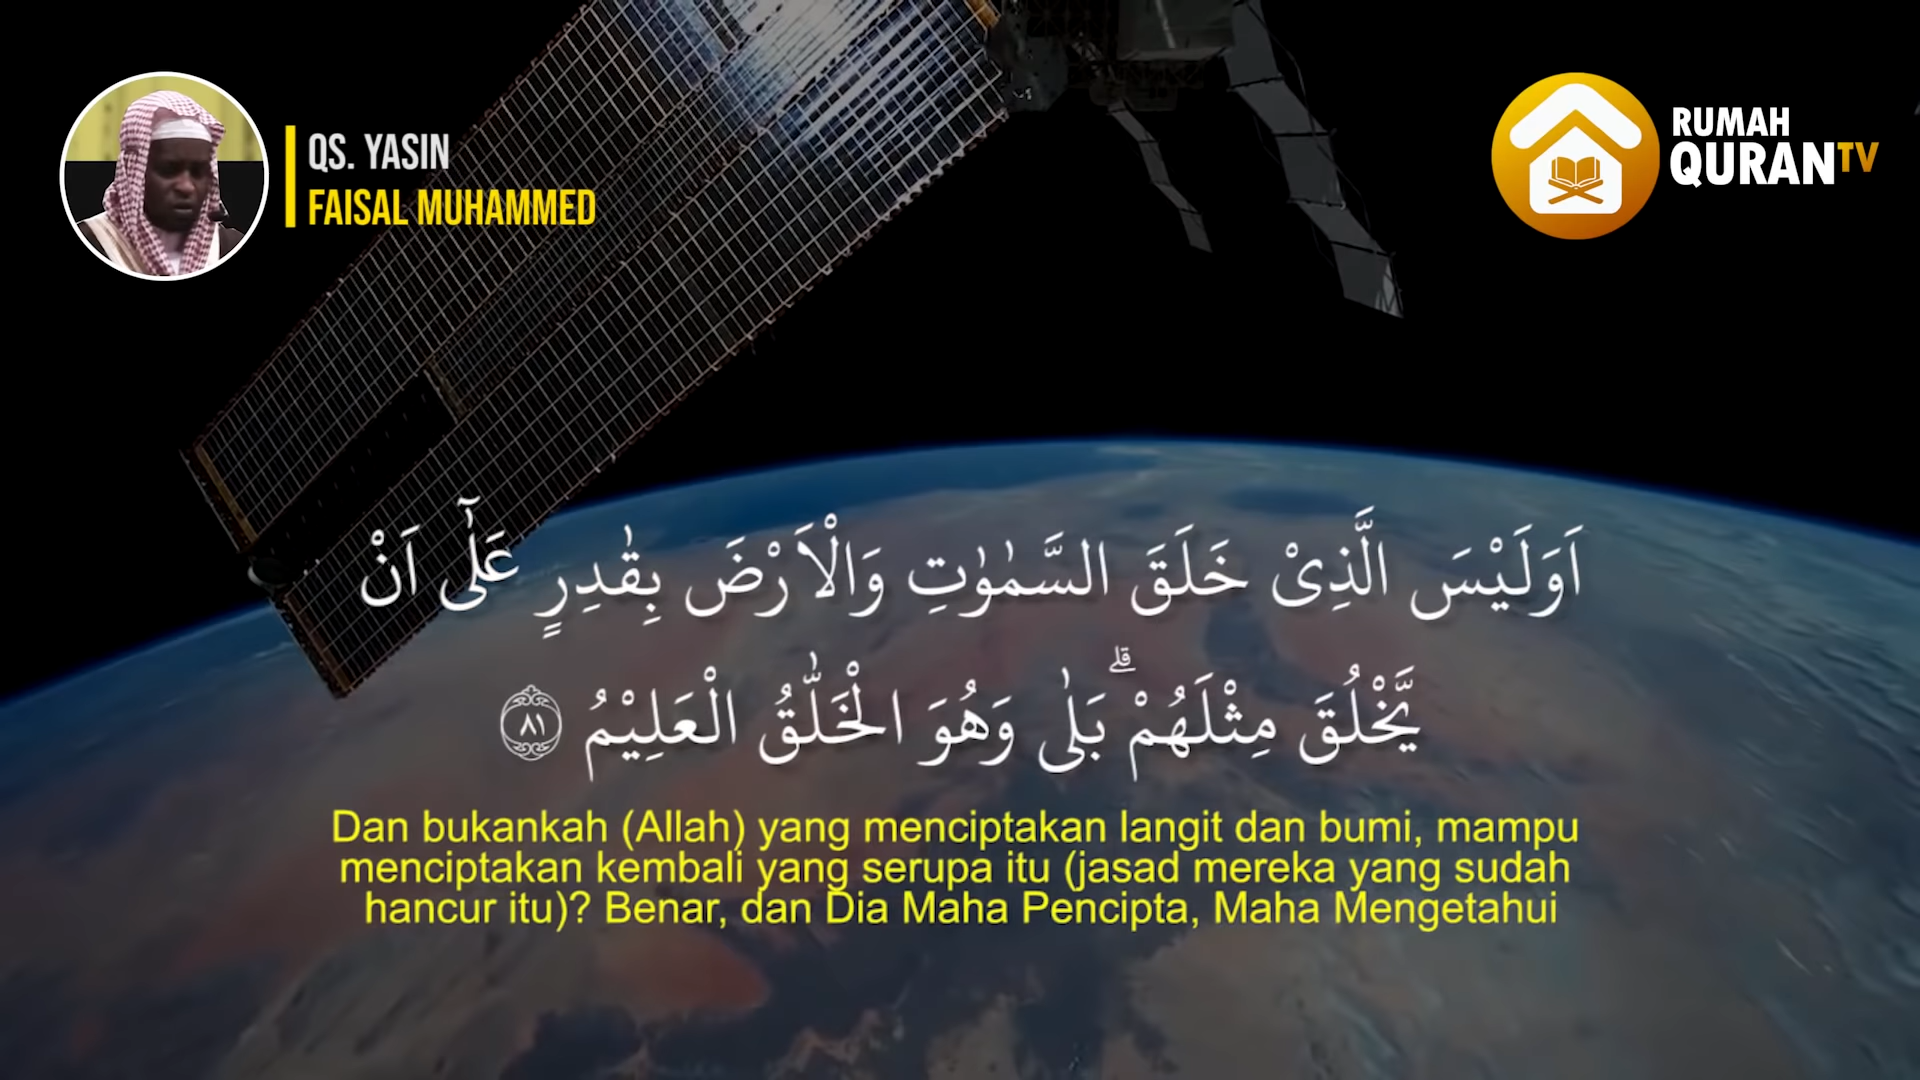 QS. YASIN
FAISAL MUHAMMED
RUMAH
QURANTV
اَوَلَيْسَ الَّذِيْ خَلَقَ السَّمٰوٰتِ وَالْاَرْضَ بِقٰدِرٍ عَلٰٓى اَنْ
يَّخْلُقَ مِثْلَهُمْ ۗبَلٰى وَهُوَ الْخَلّٰقُ الْعَلِيْمُ ٨١
Dan bukankah (Allah) yang menciptakan langit dan bumi, mampu
menciptakan kembali yang serupa itu (jasad mereka yang sudah
hancur itu)? Benar, dan Dia Maha Pencipta, Maha Mengetahui